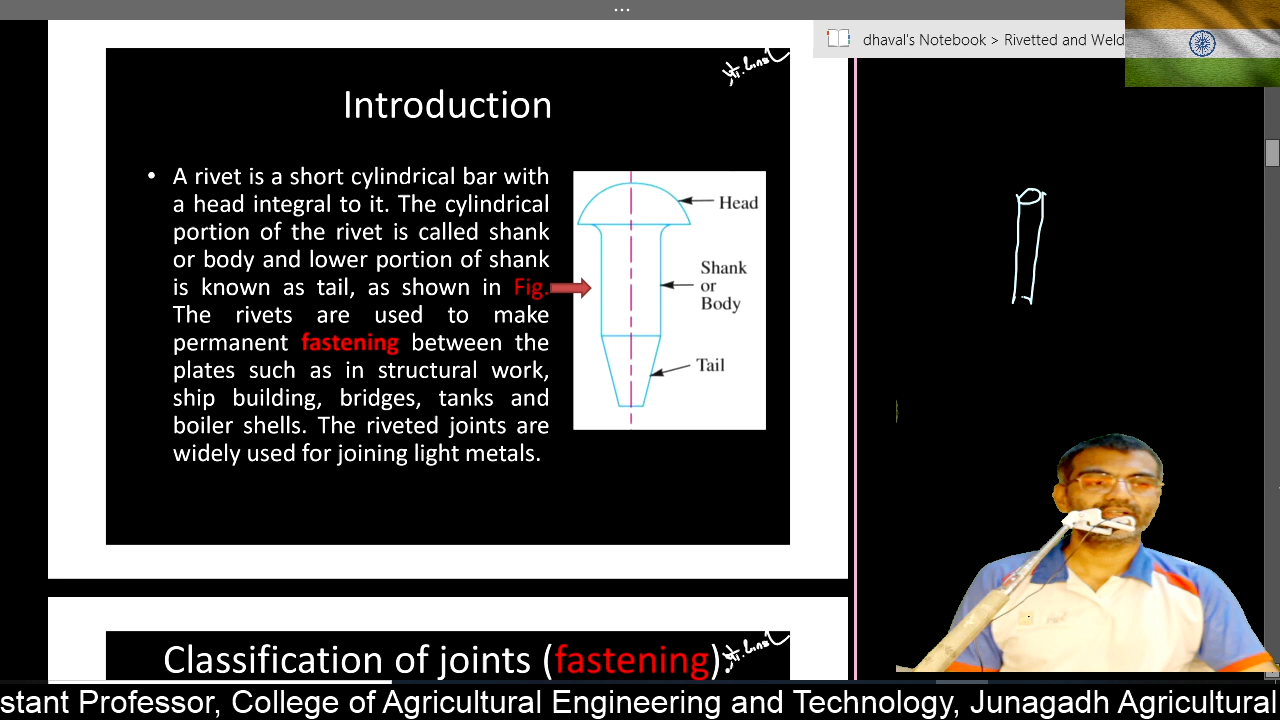 ...
dhaval's Notebook > Rivetted and Weld
Introduction
• A rivet is a short cylindrical bar with
a head integral to it. The cylindrical
portion of the rivet is called shank
or body and lower portion of shank
is known as tail, as shown in Fig.
The rivets are used to make
permanent fastening between the
plates such as in structural work,
ship building, bridges, tanks and
boiler shells. The riveted joints are
widely used for joining light metals.
Head
Shank
or
Body
Tail
Classification of joints (fastening)
stant Professor, College of Agricultural Engineering and Technology, Junagadh Agricultural